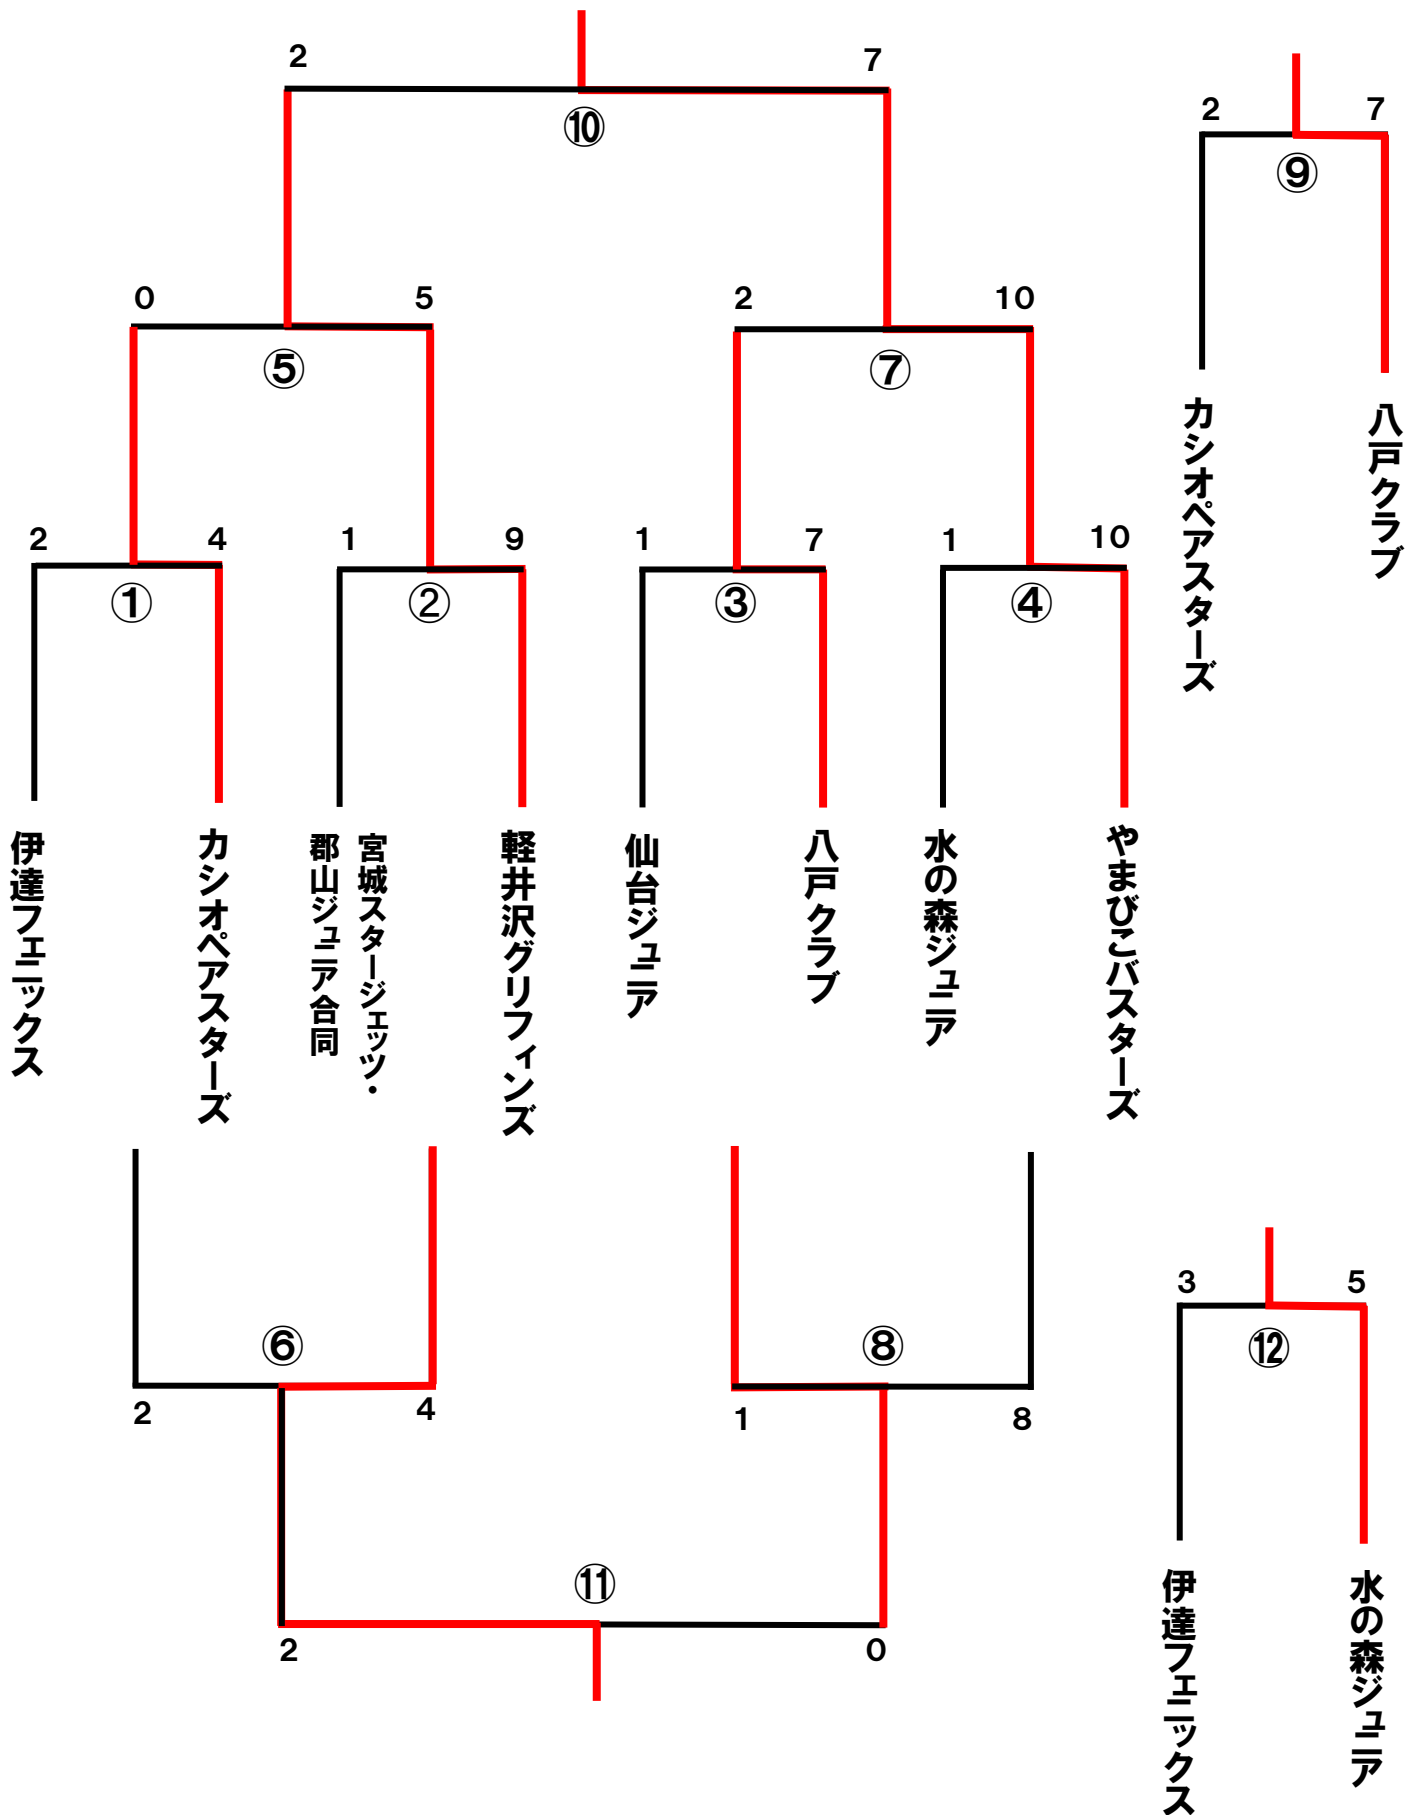 2
7
⑩
2
7
⑨
カシオペアスターズ
八戸クラブ
0
5
⑤
2
10
⑦
2
4
①
1
9
②
1
7
③
1
10
④
伊達フェニックス
カシオペアスターズ
宮城スタージェッツ・
郡山ジュニア合同
軽井沢グリフィンズ
仙台ジュニア
八戸クラブ
水の森ジュニア
やまびこバスターズ
⑥
2
4
⑧
1
8
⑪
2
0
3
5
⑫
伊達フェニックス
水の森ジュニア